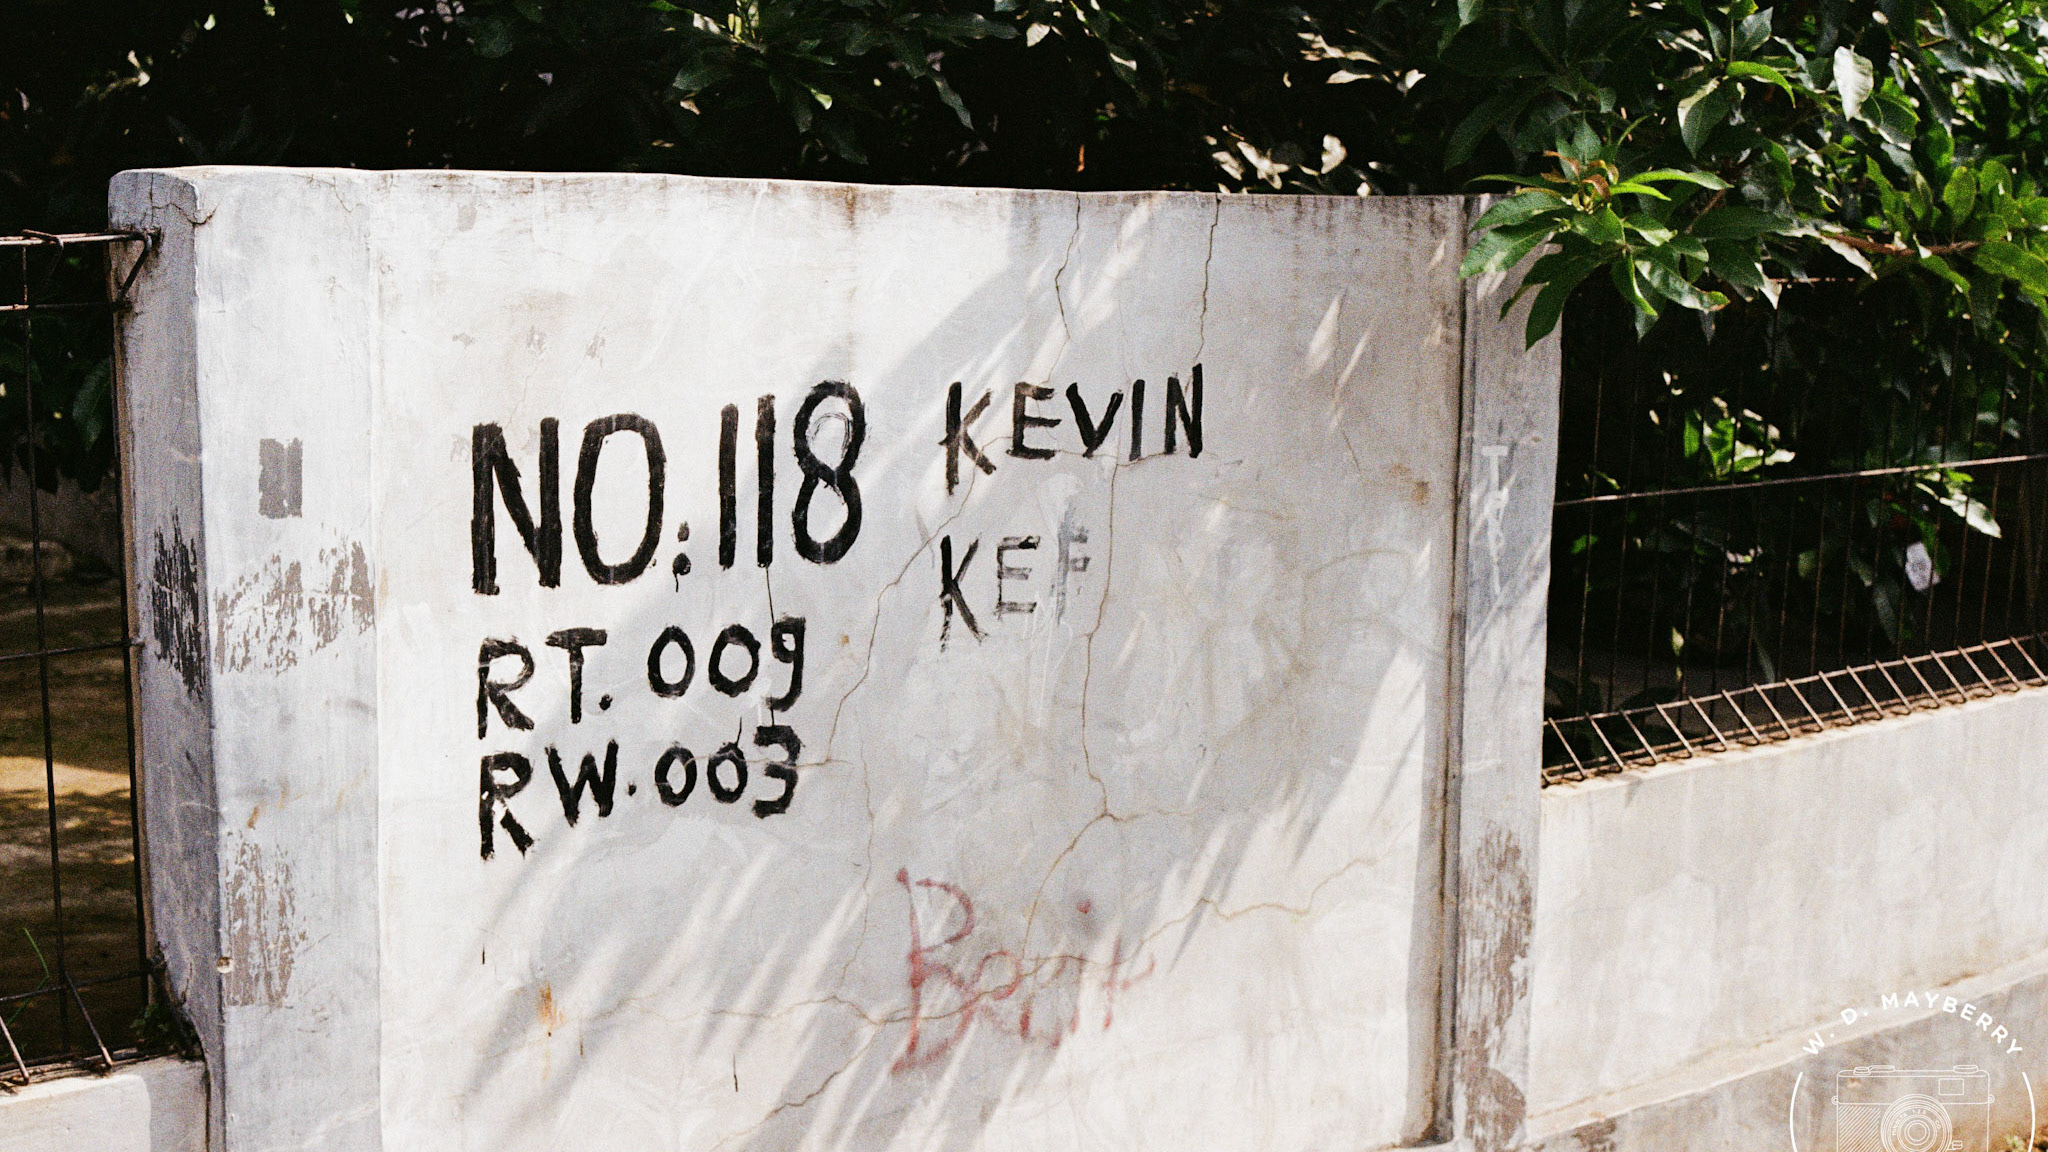 NO:118
RT. 009
RW.003
KEVIN
KEF
W. D. MAYBERRY